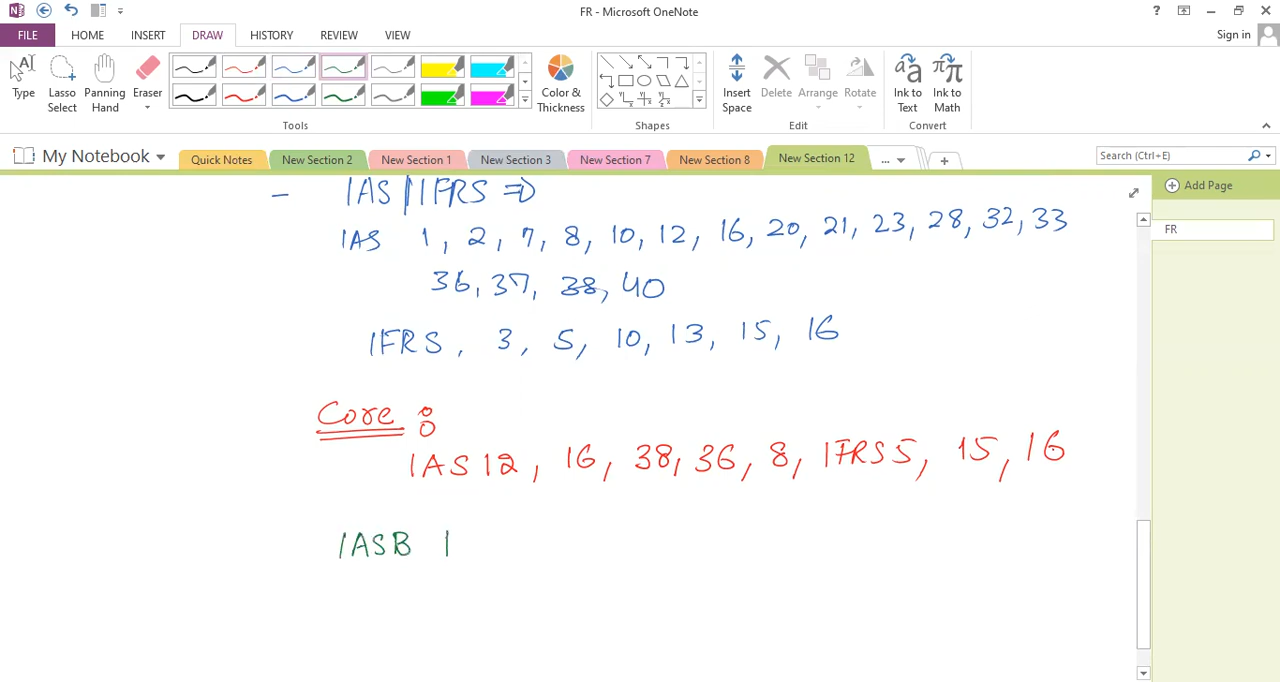 FR - Microsoft OneNote
Sign in
FILE HOME INSERT DRAW HISTORY REVIEW VIEW
Type Lasso Select Panning Hand Eraser Color & Thickness Insert Space Delete Arrange Rotate Ink to Text Ink to Math
Tools Shapes Edit Convert
My Notebook Quick Notes New Section 2 New Section 1 New Section 3 New Section 7 New Section 8 New Section 12 ... Search (Ctrl+E)
Add Page
FR
- IAS | IFRS =>
IAS 1, 2, 7, 8, 10, 12, 16, 20, 21, 23, 28, 32, 33
36, 37, 38, 40
IFRS, 3, 5, 10, 13, 15, 16
Core :
IAS 12, 16, 38, 36, 8, IFRS 5, 15, 16
IASB |